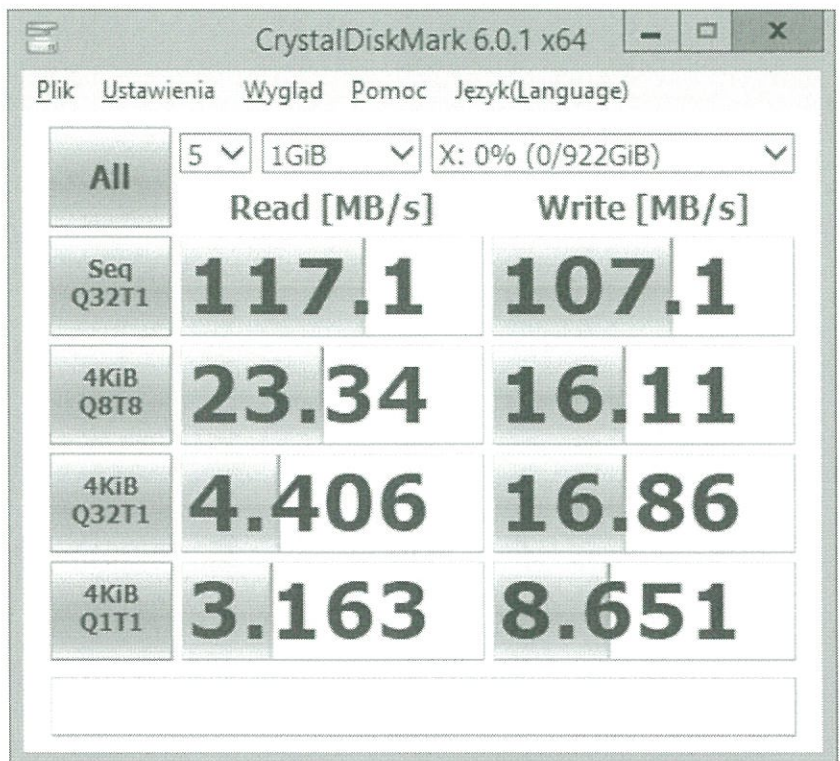 CrystalDiskMark 6.0.1 x64
Plik Ustawienia Wygląd Pomoc Język(Language)
All 5 1GiB X: 0% (0/922GiB)
Read [MB/s] Write [MB/s]
Seq
Q32T1 117.1 107.1
4KiB
Q8T8 23.34 16.11
4KiB
Q32T1 4.406 16.86
4KiB
Q1T1 3.163 8.651